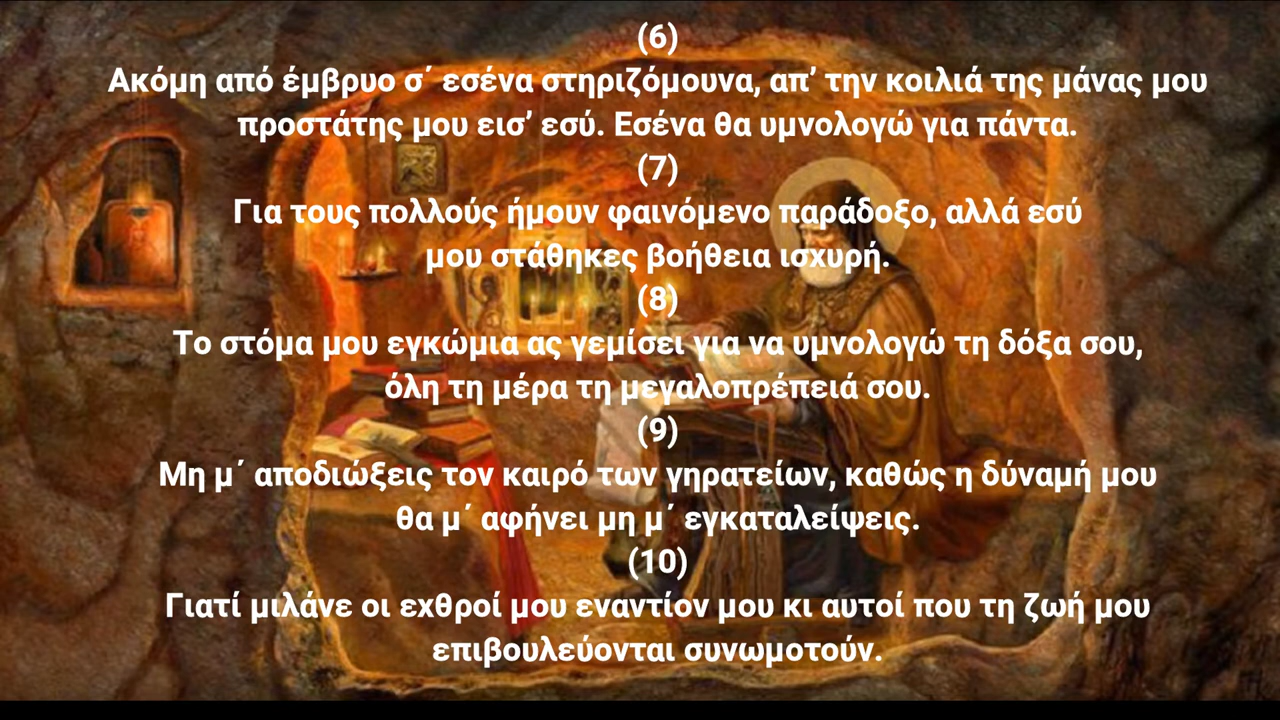 (6)
Ακόμη από έμβρυο σ΄ εσένα στηριζόμουνα, απ’ την κοιλιά της μάνας μου
προστάτης μου εισ’ εσύ. Εσένα θα υμνολογώ για πάντα.
(7)
Για τους πολλούς ήμουν φαινόμενο παράδοξο, αλλά εσύ
μου στάθηκες βοήθεια ισχυρή.
(8)
Το στόμα μου εγκώμια ας γεμίσει για να υμνολογώ τη δόξα σου,
όλη τη μέρα τη μεγαλοπρέπειά σου.
(9)
Μη μ΄ αποδιώξεις τον καιρό των γηρατείων, καθώς η δύναμή μου
θα μ΄ αφήνει μη μ΄ εγκαταλείψεις.
(10)
Γιατί μιλάνε οι εχθροί μου εναντίον μου κι αυτοί που τη ζωή μου
επιβουλεύονται συνωμοτούν.